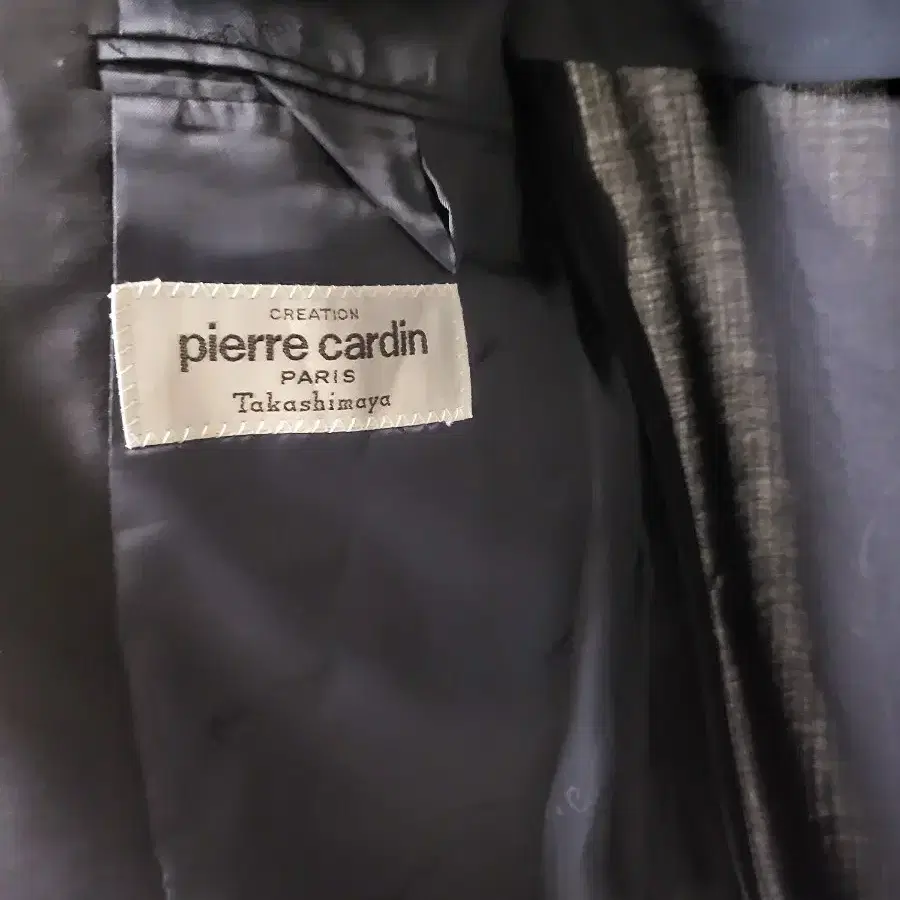 CREATION
pierre cardin
PARIS
Takashimaya